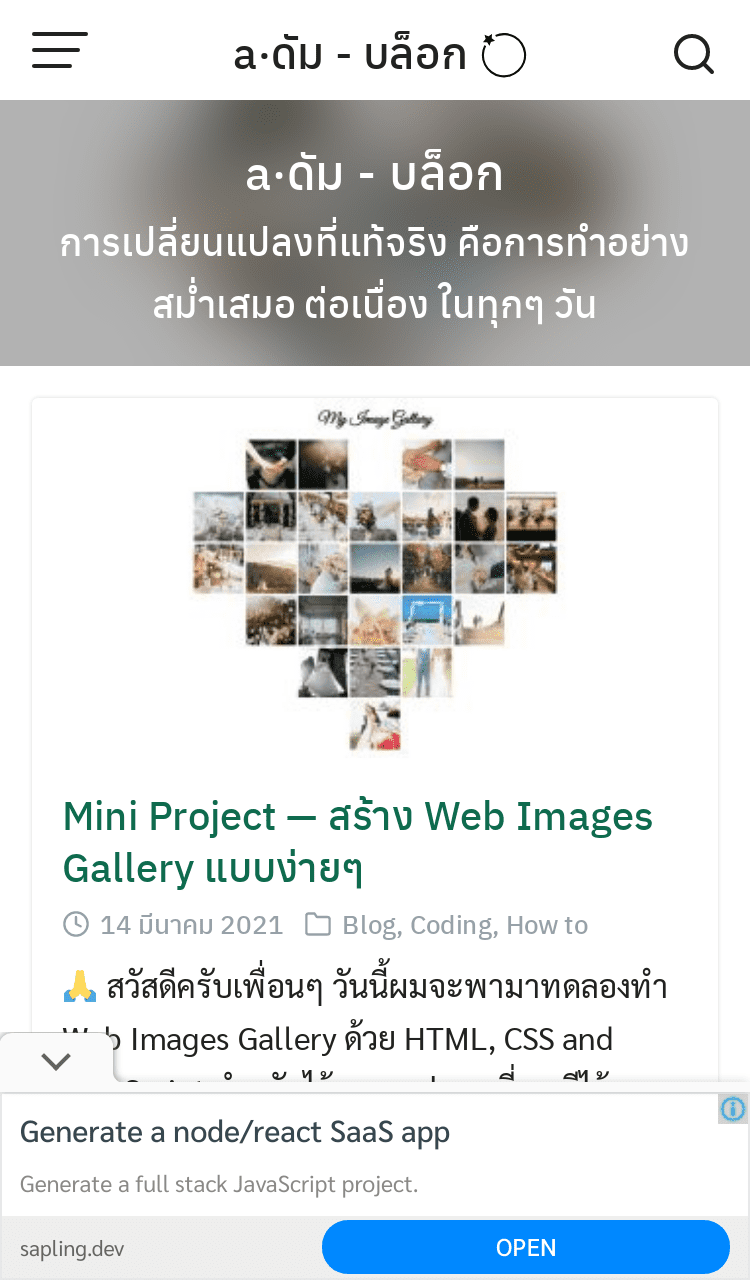 a·ดัม - บล็อก
a·ดัม - บล็อก
การเปลี่ยนแปลงที่แท้จริง คือการทำอย่าง
สม่ำเสมอ ต่อเนื่อง ในทุกๆ วัน
My Image Gallery
Mini Project — สร้าง Web Images
Gallery แบบง่ายๆ
14 มีนาคม 2021 Blog, Coding, How to
🙏 สวัสดีครับเพื่อนๆ วันนี้ผมจะพามาทดลองทำ
Web Images Gallery ด้วย HTML, CSS and
Generate a node/react SaaS app
Generate a full stack JavaScript project.
sapling.dev OPEN